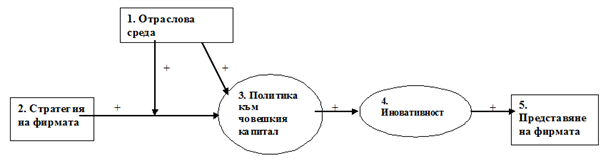 1. Отраслова
среда
+
+
2. Стратегия
на фирмата
+
3. Политика
към
човешкия
капитал
+
4.
Иновативност
+
5.
Представяне
на фирмата